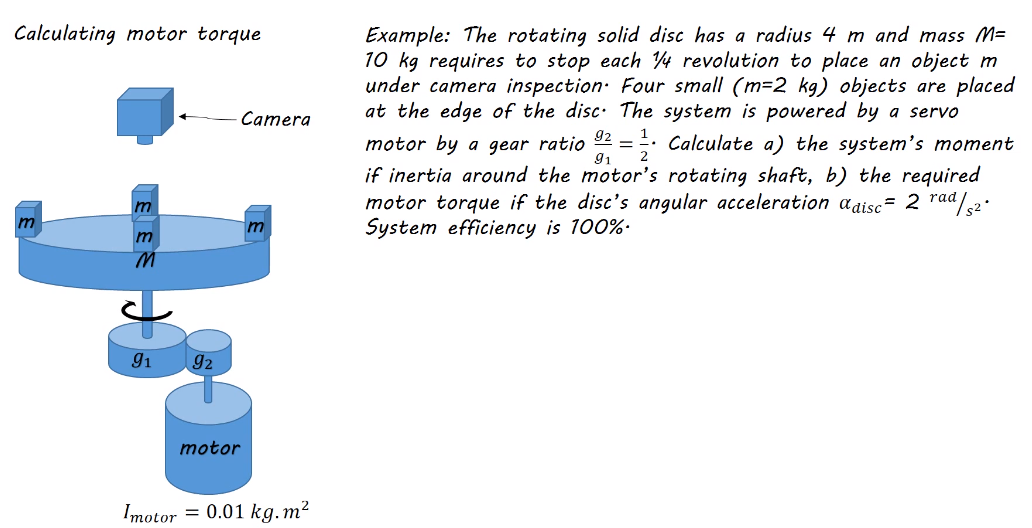 Calculating motor torque
Example: The rotating solid disc has a radius 4 m and mass M=
10 kg requires to stop each ¼ revolution to place an object m
under camera inspection. Four small (m=2 kg) objects are placed
at the edge of the disc. The system is powered by a servo
motor by a gear ratio g₂/g₁ = 1/2. Calculate a) the system's moment
if inertia around the motor's rotating shaft, b) the required
motor torque if the disc's angular acceleration α_disc = 2 rad/s².
System efficiency is 100%.
Camera
m
m
m
m
M
g₁
g₂
motor
I_motor = 0.01 kg.m²